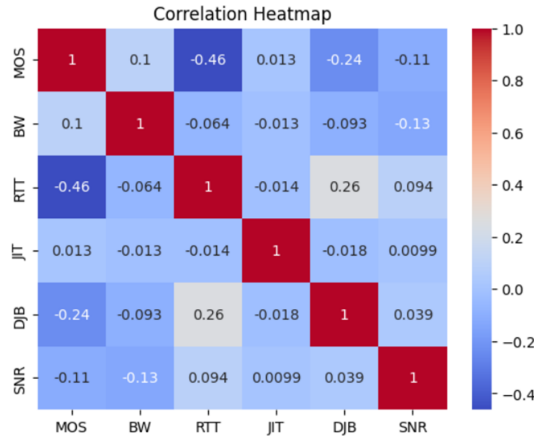 Correlation Heatmap
MOS 1 0.1 -0.46 0.013 -0.24 -0.11
BW 0.1 1 -0.064 -0.013 -0.093 -0.13
RTT -0.46 -0.064 1 -0.014 0.26 0.094
JIT 0.013 -0.013 -0.014 1 -0.018 0.0099
DJB -0.24 -0.093 0.26 -0.018 1 0.039
SNR -0.11 -0.13 0.094 0.0099 0.039 1
MOS BW RTT JIT DJB SNR
1.0
0.8
0.6
0.4
0.2
0.0
−0.2
−0.4